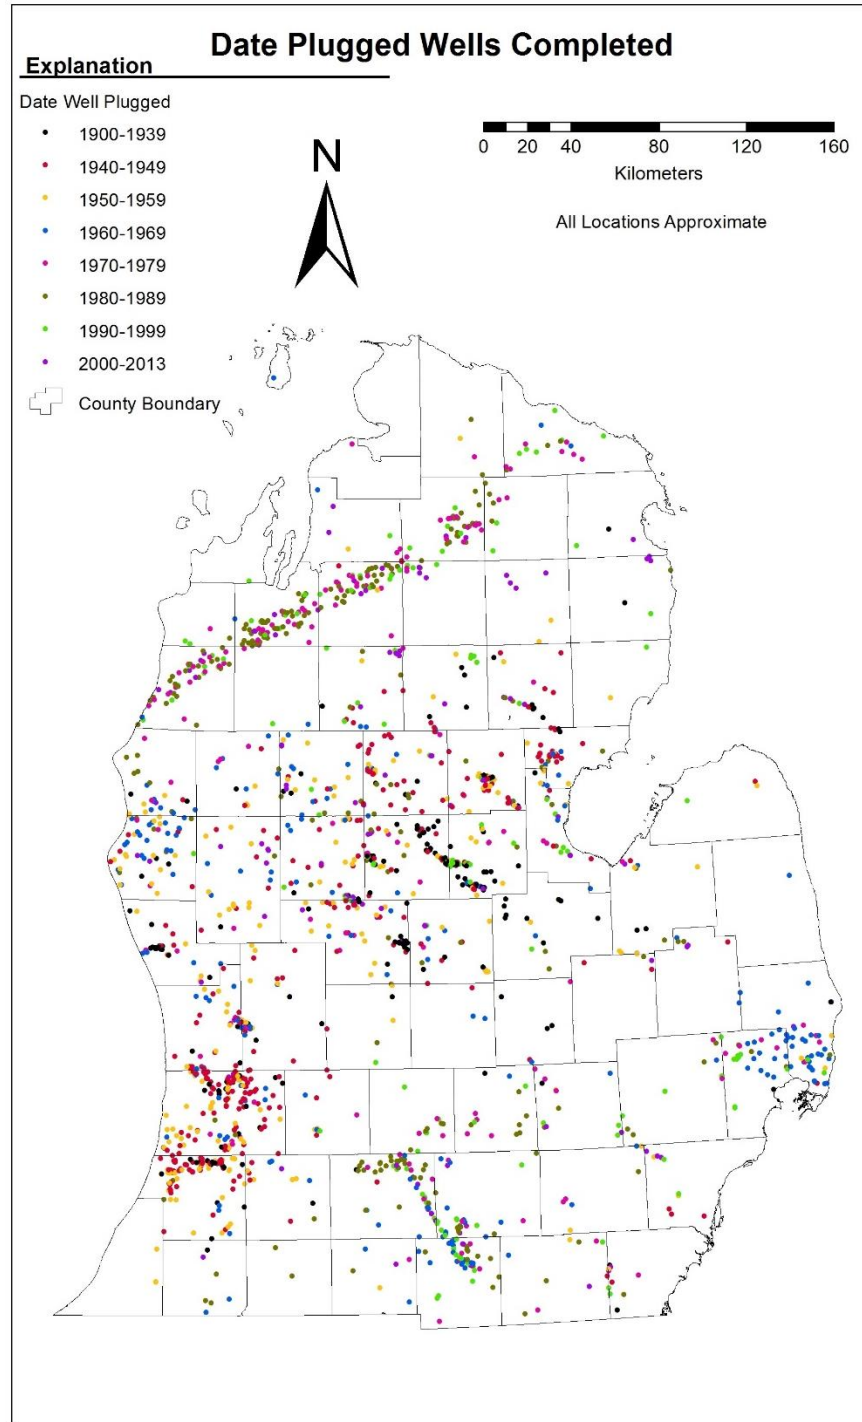 Date Plugged Wells Completed
Explanation
Date Well Plugged
1900-1939
1940-1949
1950-1959
1960-1969
1970-1979
1980-1989
1990-1999
2000-2013
County Boundary
N
0 20 40 80 120 160
Kilometers
All Locations Approximate